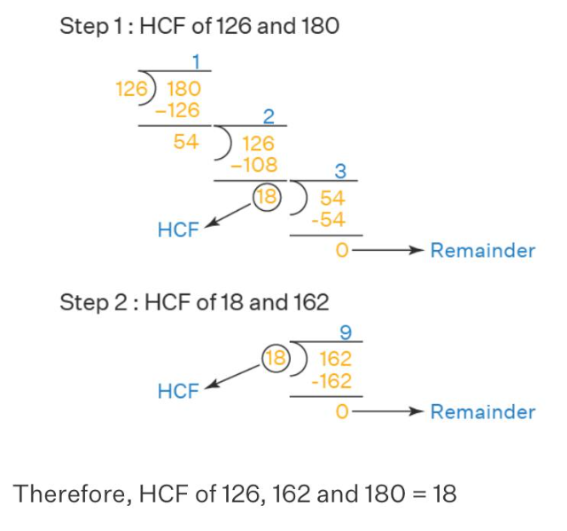 Step 1 : HCF of 126 and 180
1
126 180
-126
2
54 126
-108
3
18 54
HCF
-54
0 Remainder
Step 2 : HCF of 18 and 162
9
18 162
-162
HCF
0 Remainder
Therefore, HCF of 126, 162 and 180 = 18